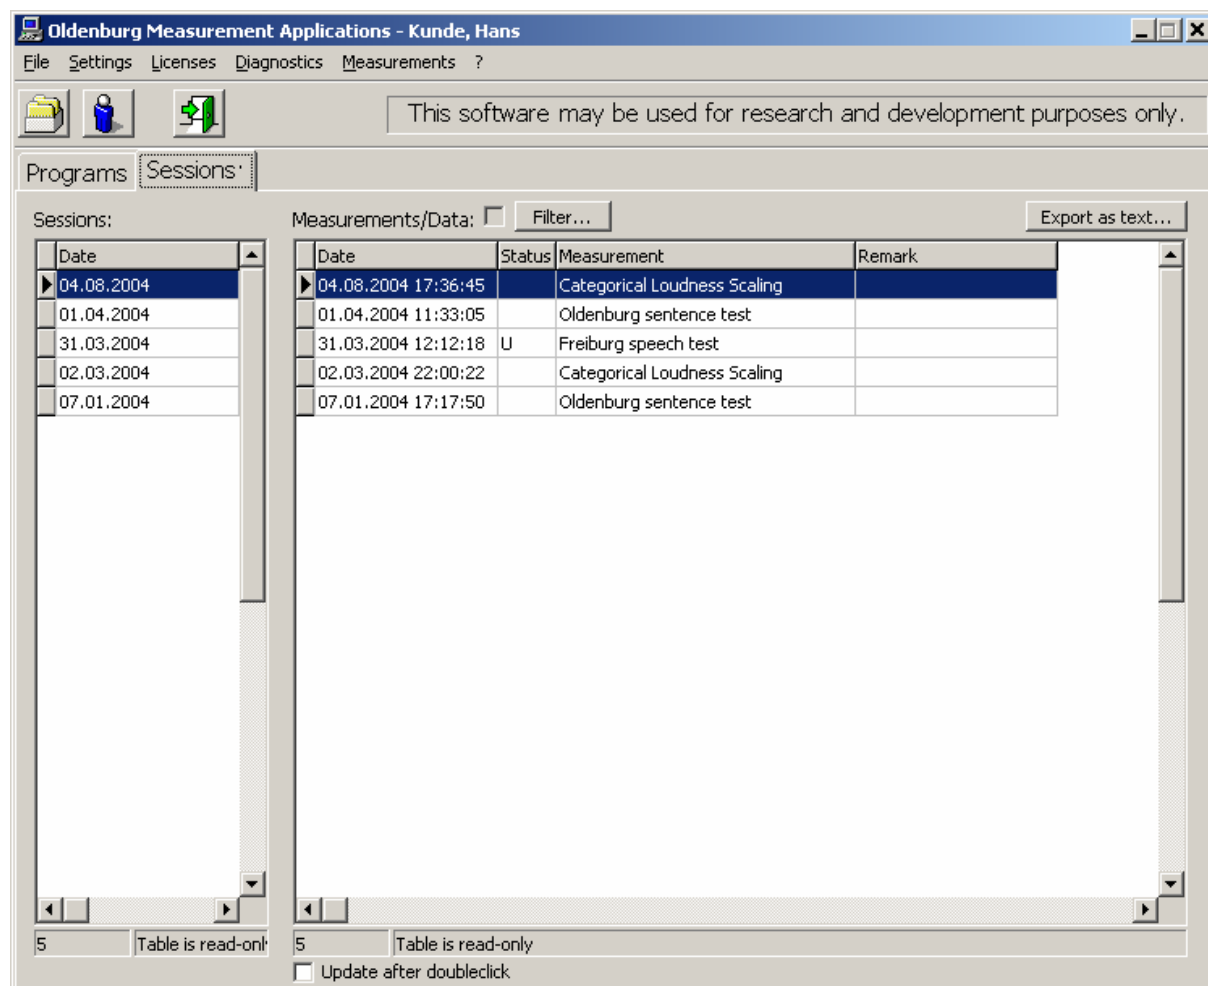 Oldenburg Measurement Applications - Kunde, Hans
File Settings Licenses Diagnostics Measurements ?
This software may be used for research and development purposes only.
Programs Sessions
Sessions: Measurements/Data: Filter... Export as text...
Date Date Status Measurement Remark
04.08.2004 04.08.2004 17:36:45 Categorical Loudness Scaling
01.04.2004 01.04.2004 11:33:05 Oldenburg sentence test
31.03.2004 31.03.2004 12:12:18 U Freiburg speech test
02.03.2004 02.03.2004 22:00:22 Categorical Loudness Scaling
07.01.2004 07.01.2004 17:17:50 Oldenburg sentence test
5 Table is read-onl 5 Table is read-only
Update after doubleclick